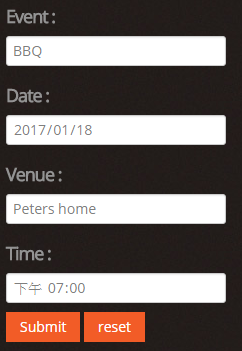 Event :
BBQ
Date :
2017/01/18
Venue :
Peters home
Time :
下午 07:00
Submit reset